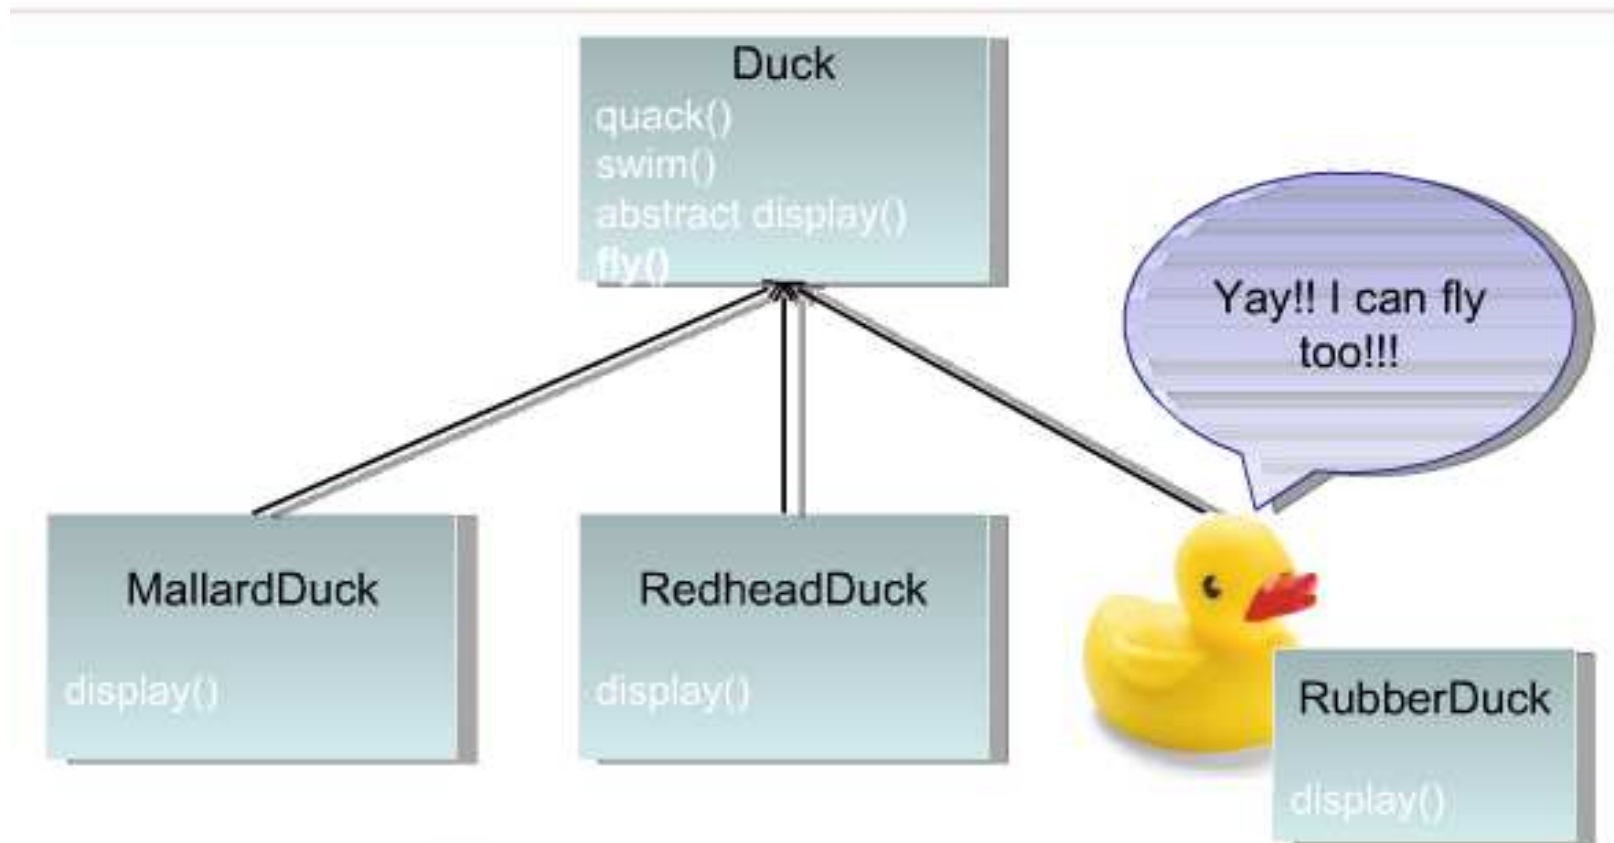 Duck
quack()
swim()
abstract display()
fly()
Yay!! I can fly
too!!!
MallardDuck
display()
RedheadDuck
display()
RubberDuck
display()